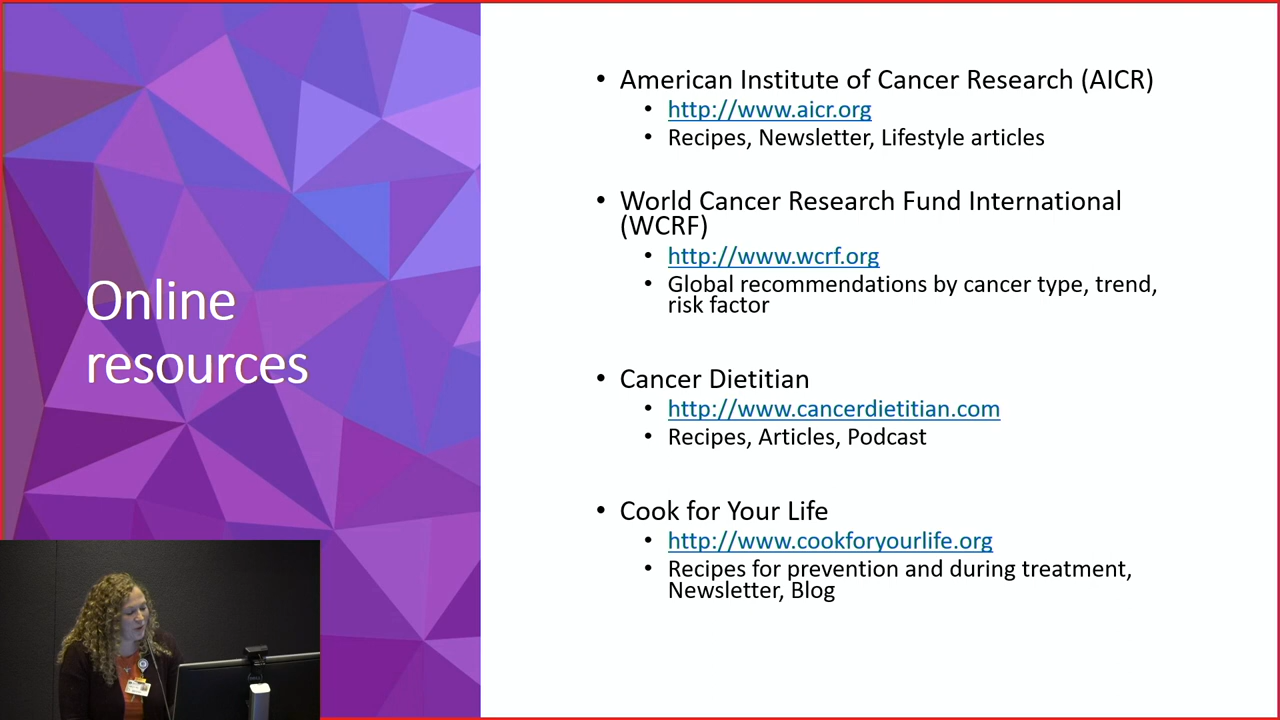 Online
resources
• American Institute of Cancer Research (AICR)
• http://www.aicr.org
• Recipes, Newsletter, Lifestyle articles
• World Cancer Research Fund International
(WCRF)
• http://www.wcrf.org
• Global recommendations by cancer type, trend,
risk factor
• Cancer Dietitian
• http://www.cancerdietitian.com
• Recipes, Articles, Podcast
• Cook for Your Life
• http://www.cookforyourlife.org
• Recipes for prevention and during treatment,
Newsletter, Blog